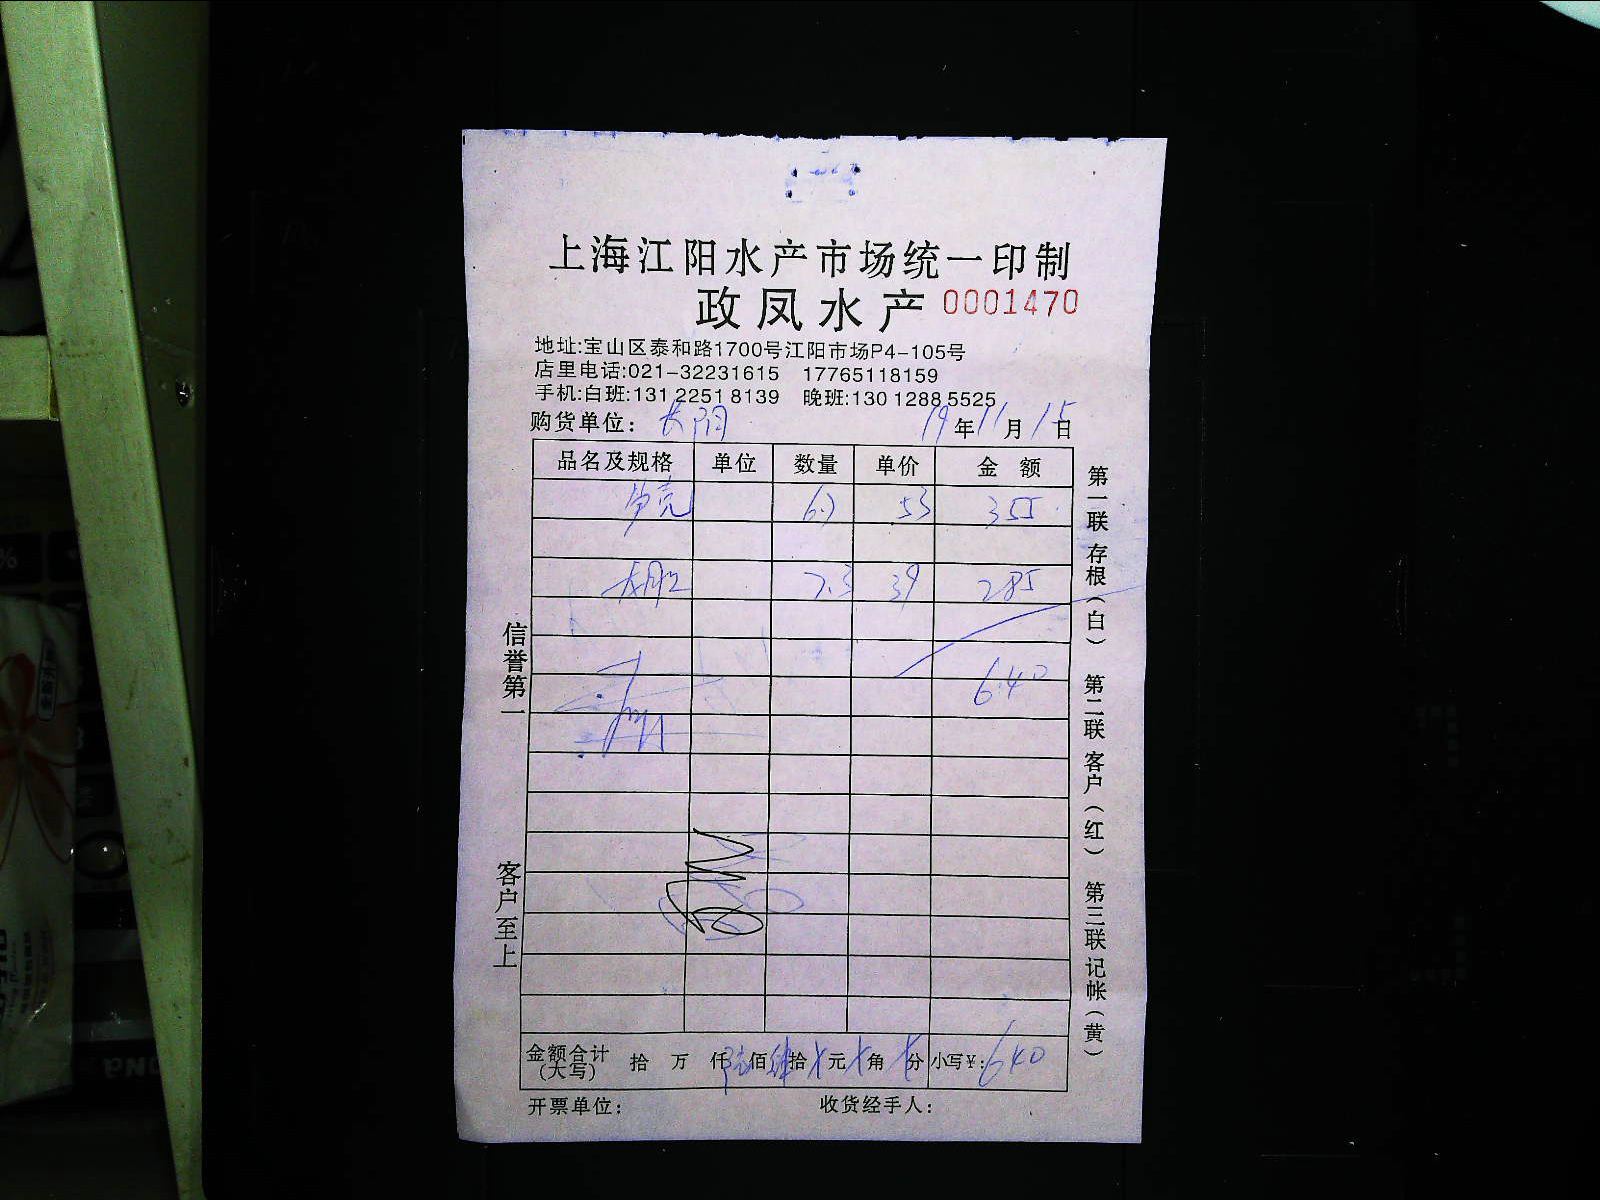 上海江阳水产市场统一印制
政凤水产 0001470
地址:宝山区泰和路1700号江阳市场P4-105号
店里电话:021-32231615 17765118159
手机:白班:131 2251 8139 晚班:130 1288 5525
购货单位: 长阳 19年11月15日
品名及规格 单位 数量 单价 金额
6.7 53 355
7.3 39 285
640
信誉第一
客户至上
第一联 存根(白) 第二联 客户(红) 第三联 记帐(黄)
金额合计(大写) 拾 万 仟 陆佰 肆拾 元 角 分 小写¥: 640
开票单位: 收货经手人: